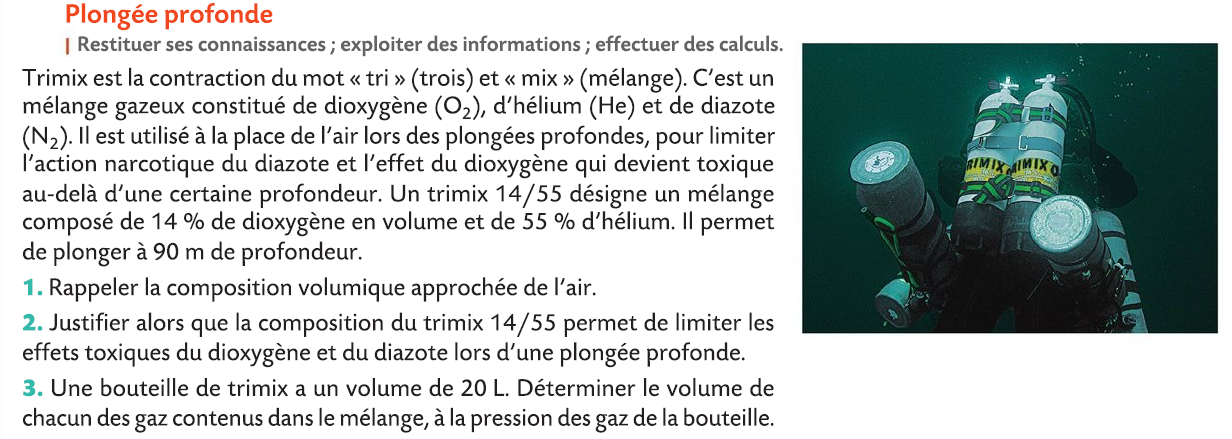 Plongée profonde
| Restituer ses connaissances ; exploiter des informations ; effectuer des calculs.
Trimix est la contraction du mot « tri » (trois) et « mix » (mélange). C’est un
mélange gazeux constitué de dioxygène (O₂), d’hélium (He) et de diazote
(N₂). Il est utilisé à la place de l’air lors des plongées profondes, pour limiter
l’action narcotique du diazote et l’effet du dioxygène qui devient toxique
au-delà d’une certaine profondeur. Un trimix 14/55 désigne un mélange
composé de 14 % de dioxygène en volume et de 55 % d’hélium. Il permet
de plonger à 90 m de profondeur.
1. Rappeler la composition volumique approchée de l’air.
2. Justifier alors que la composition du trimix 14/55 permet de limiter les
effets toxiques du dioxygène et du diazote lors d’une plongée profonde.
3. Une bouteille de trimix a un volume de 20 L. Déterminer le volume de
chacun des gaz contenus dans le mélange, à la pression des gaz de la bouteille.
TRIMIX